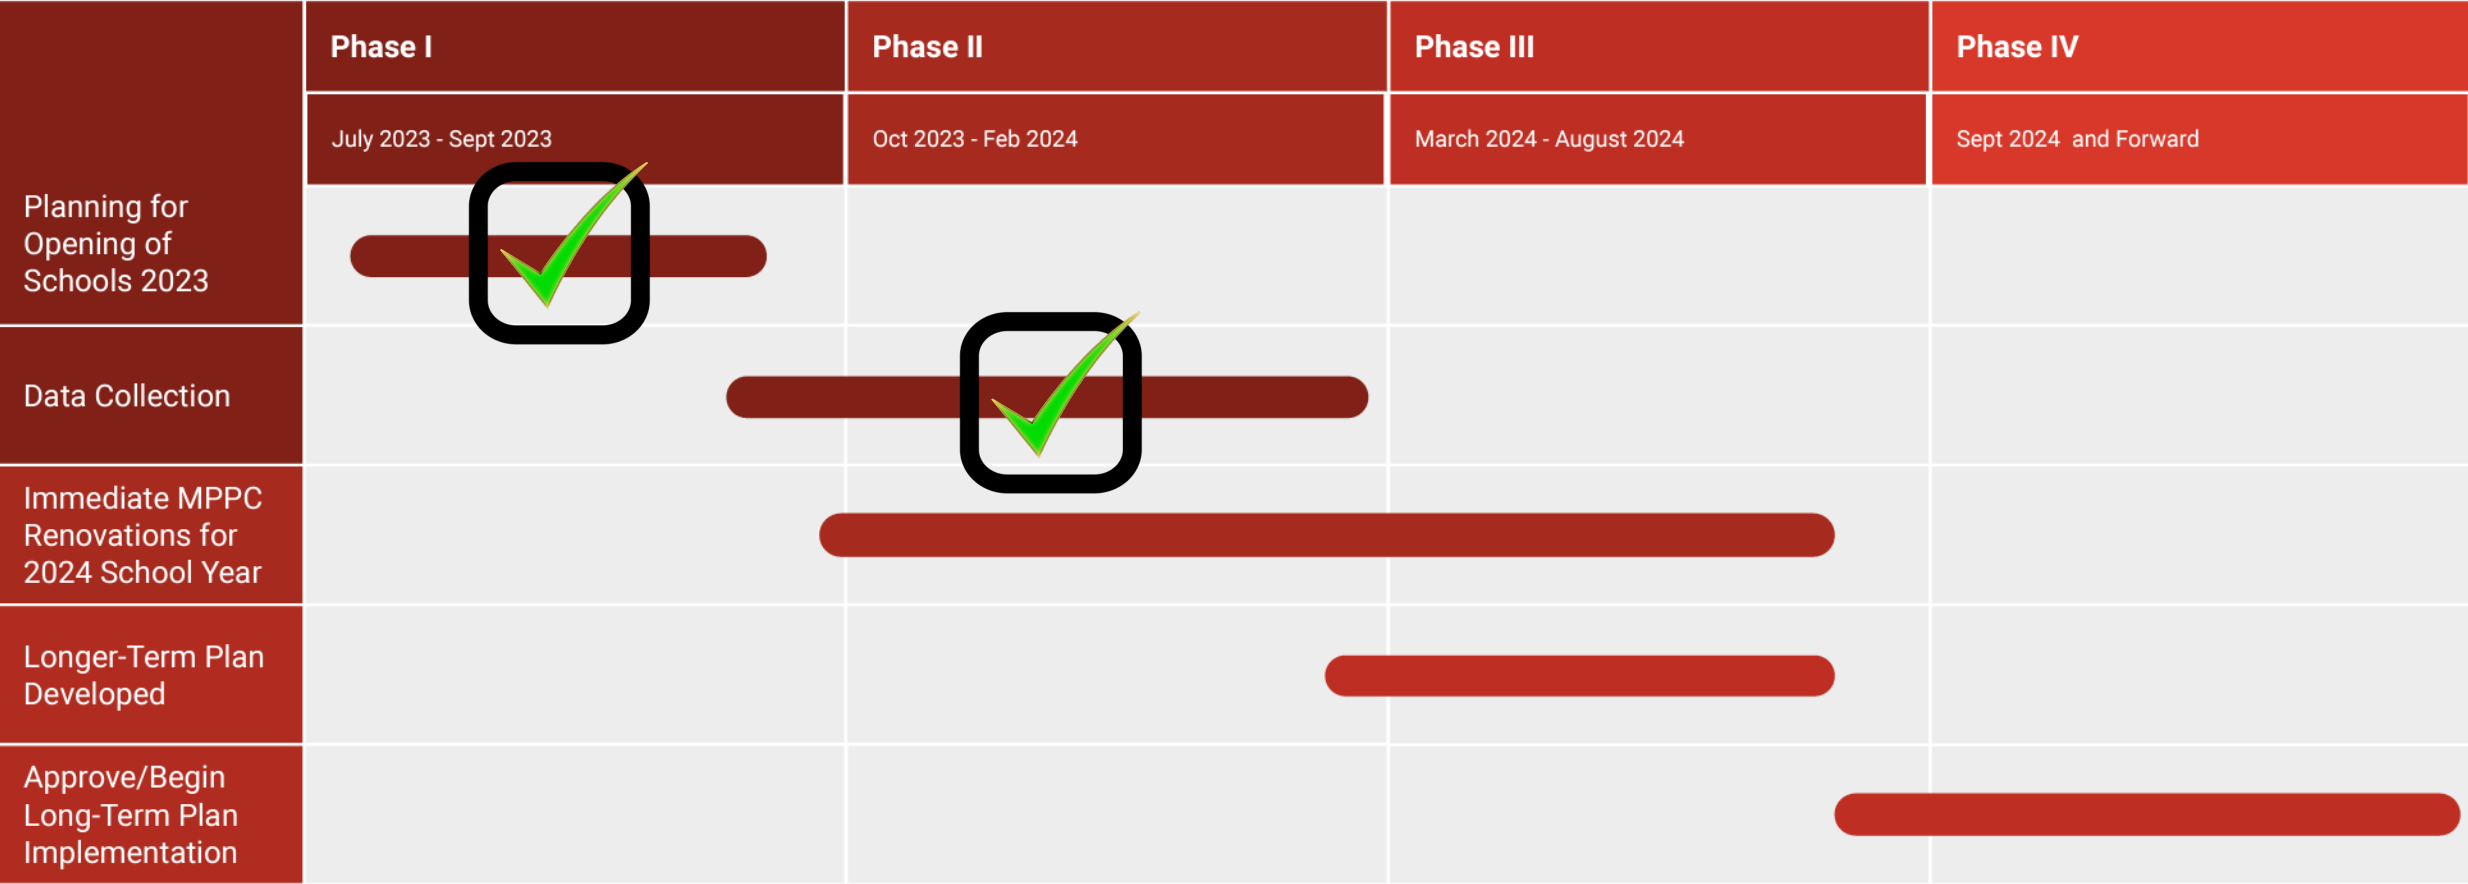 Phase I
Phase II
Phase III
Phase IV
July 2023 - Sept 2023
Oct 2023 - Feb 2024
March 2024 - August 2024
Sept 2024 and Forward
Planning for
Opening of
Schools 2023
Data Collection
Immediate MPPC
Renovations for
2024 School Year
Longer-Term Plan
Developed
Approve/Begin
Long-Term Plan
Implementation